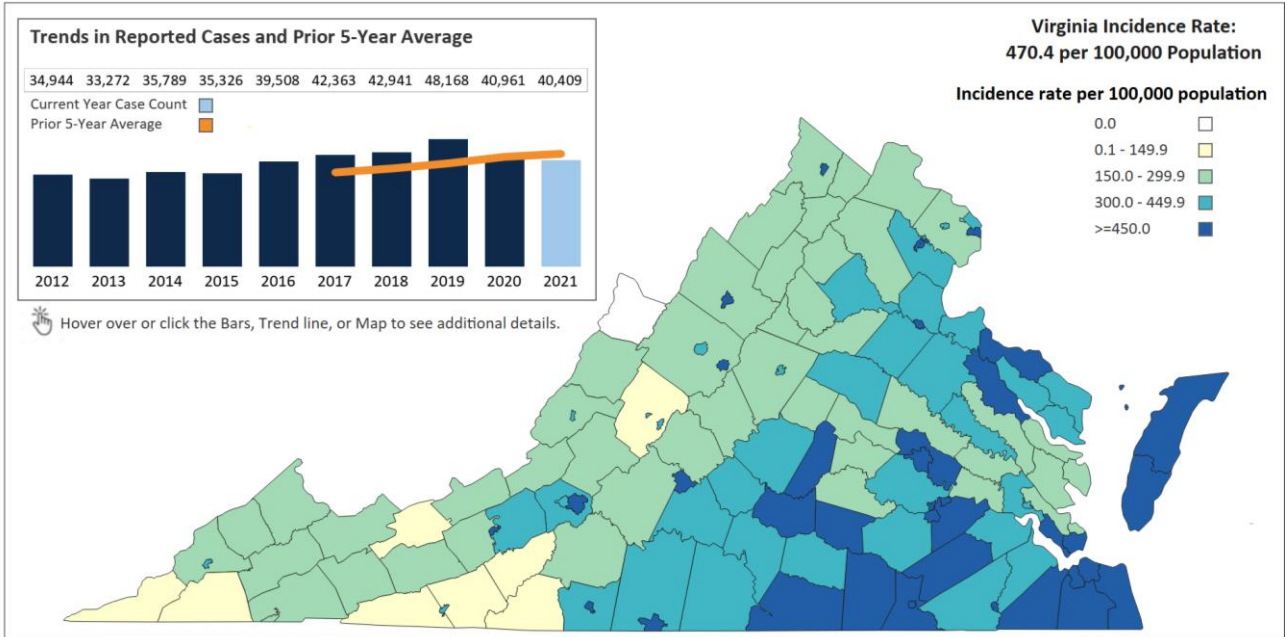 Trends in Reported Cases and Prior 5-Year Average
34,944 33,272 35,789 35,326 39,508 42,363 42,941 48,168 40,961 40,409
Current Year Case Count
Prior 5-Year Average
2012 2013 2014 2015 2016 2017 2018 2019 2020 2021
Hover over or click the Bars, Trend line, or Map to see additional details.
Virginia Incidence Rate:
470.4 per 100,000 Population
Incidence rate per 100,000 population
0.0
0.1 - 149.9
150.0 - 299.9
300.0 - 449.9
>=450.0